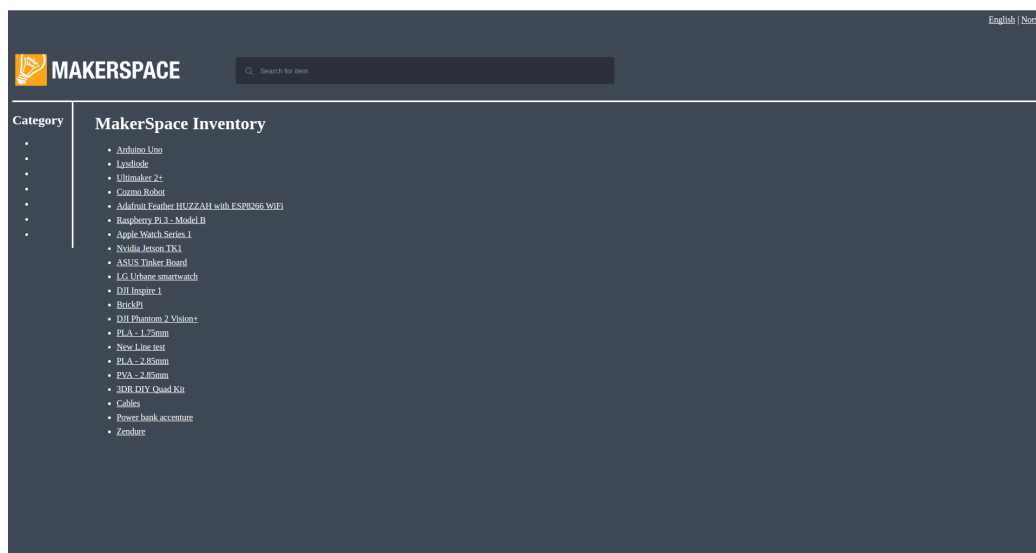 English | Nors
MAKERSPACE
Search for item
Category
MakerSpace Inventory
Arduino Uno
Lysdiode
Ultimaker 2+
Cozmo Robot
Adafruit Feather HUZZAH with ESP8266 WiFi
Raspberry Pi 3 - Model B
Apple Watch Series 1
Nvidia Jetson TK1
ASUS Tinker Board
LG Urbane smartwatch
DJI Inspire 1
BrickPi
DJI Phantom 2 Vision+
PLA - 1.75mm
New Line test
PLA - 2.85mm
PVA - 2.85mm
3DR DIY Quad Kit
Cables
Power bank accenture
Zendure